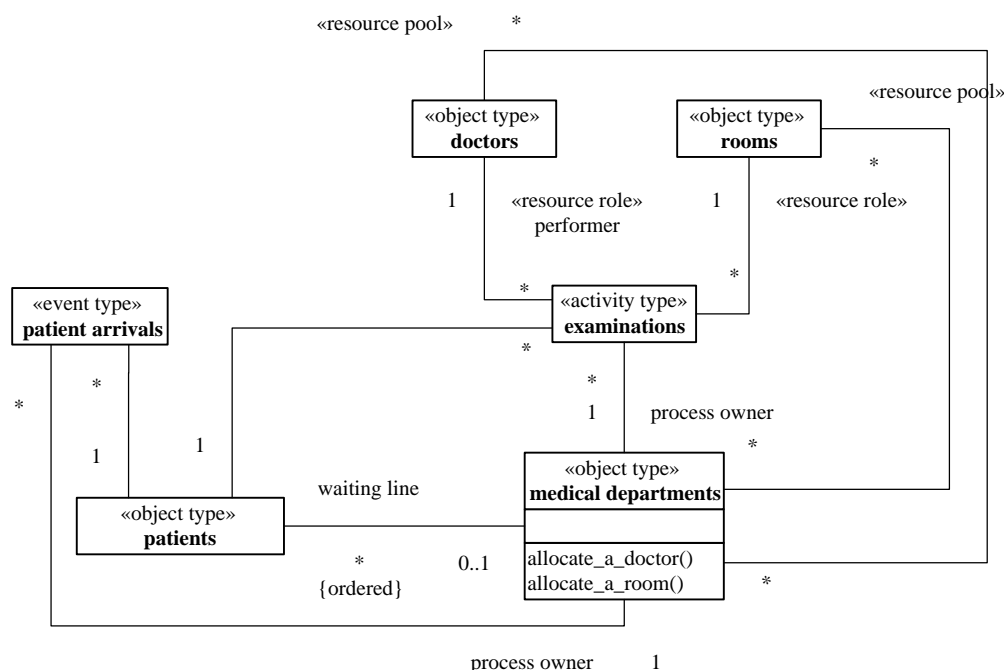 «resource pool» *
«resource pool»
«object type»
doctors
«object type»
rooms
*
1 «resource role»
performer
1 «resource role»
*
*
«event type»
patient arrivals
«activity type»
examinations
*
*
*
*
1 process owner
1
1
*
«object type»
medical departments
waiting line
«object type»
patients
*
{ordered}
0..1
allocate_a_doctor()
allocate_a_room()
*
process owner 1